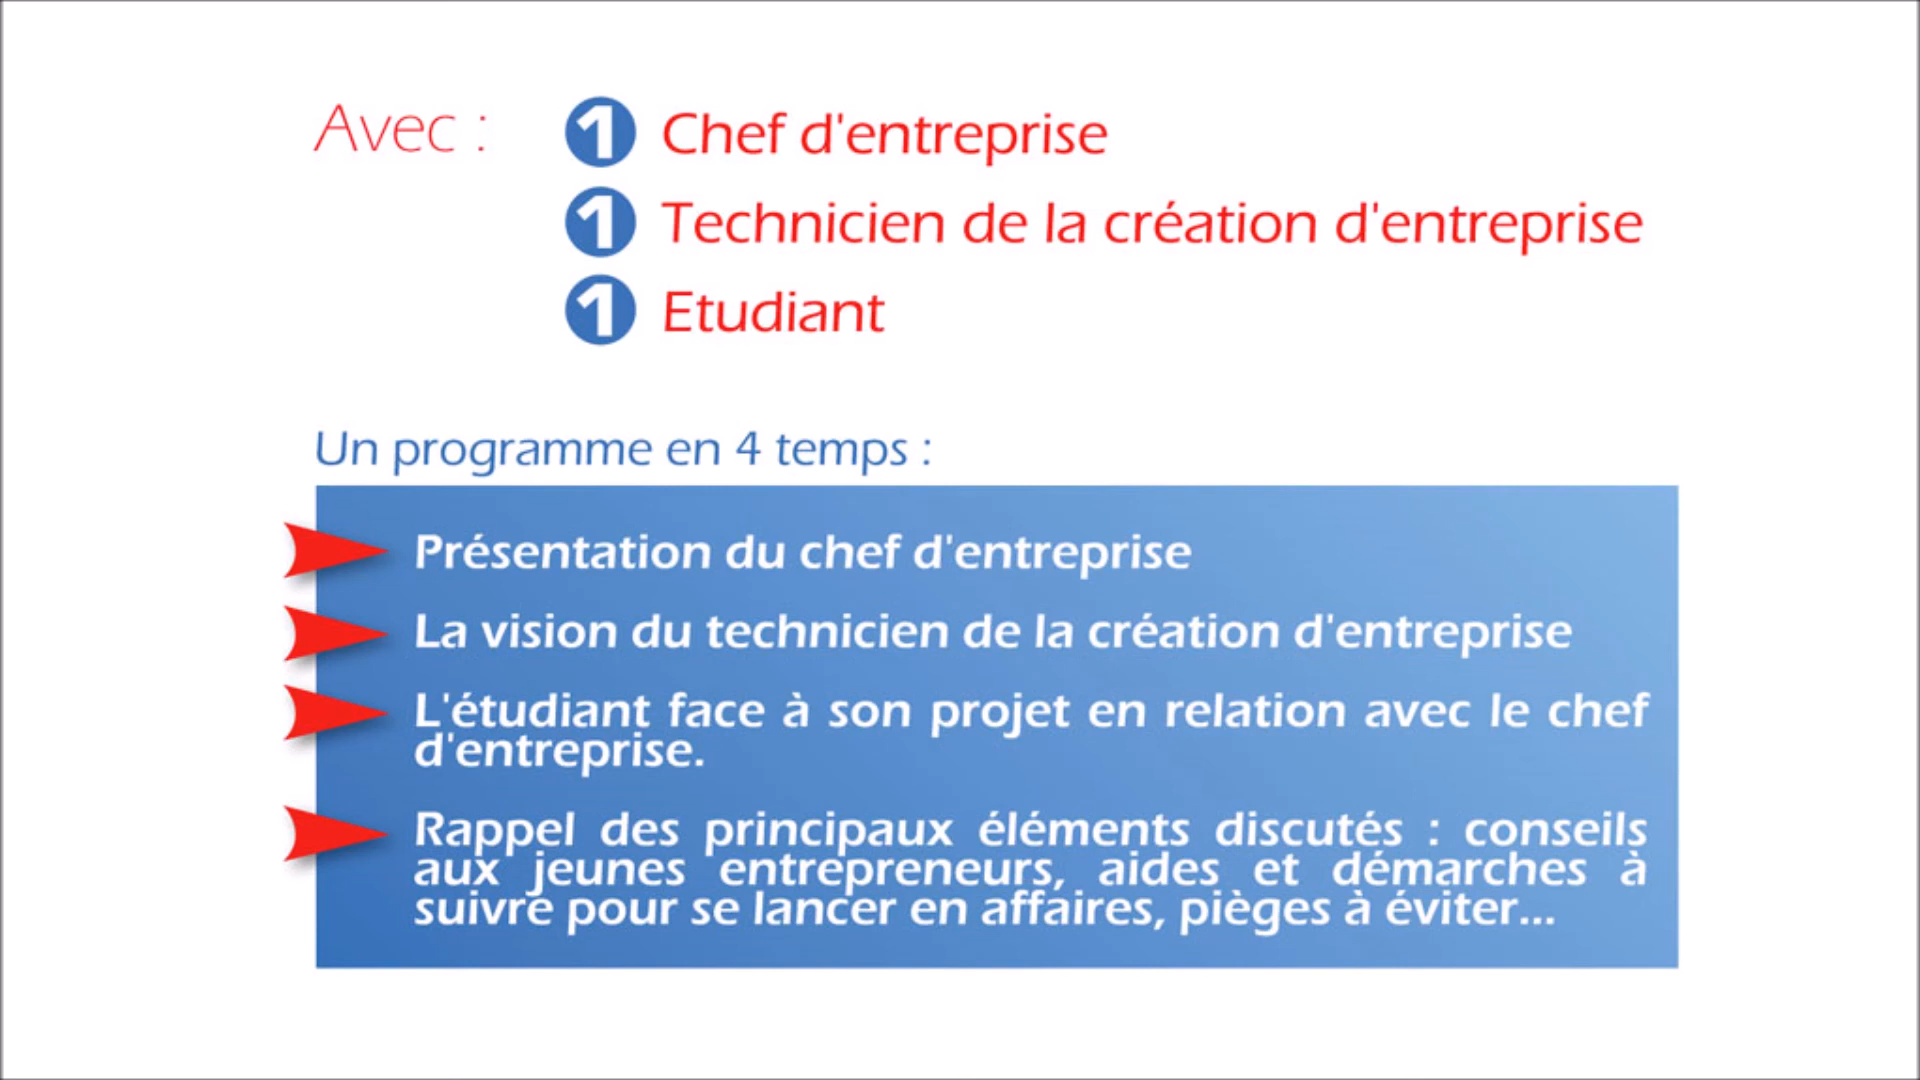 Avec :
1 Chef d'entreprise
1 Technicien de la création d'entreprise
1 Etudiant
Un programme en 4 temps :
Présentation du chef d'entreprise
La vision du technicien de la création d'entreprise
L'étudiant face à son projet en relation avec le chef
d'entreprise.
Rappel des principaux éléments discutés : conseils
aux jeunes entrepreneurs, aides et démarches à
suivre pour se lancer en affaires, pièges à éviter...